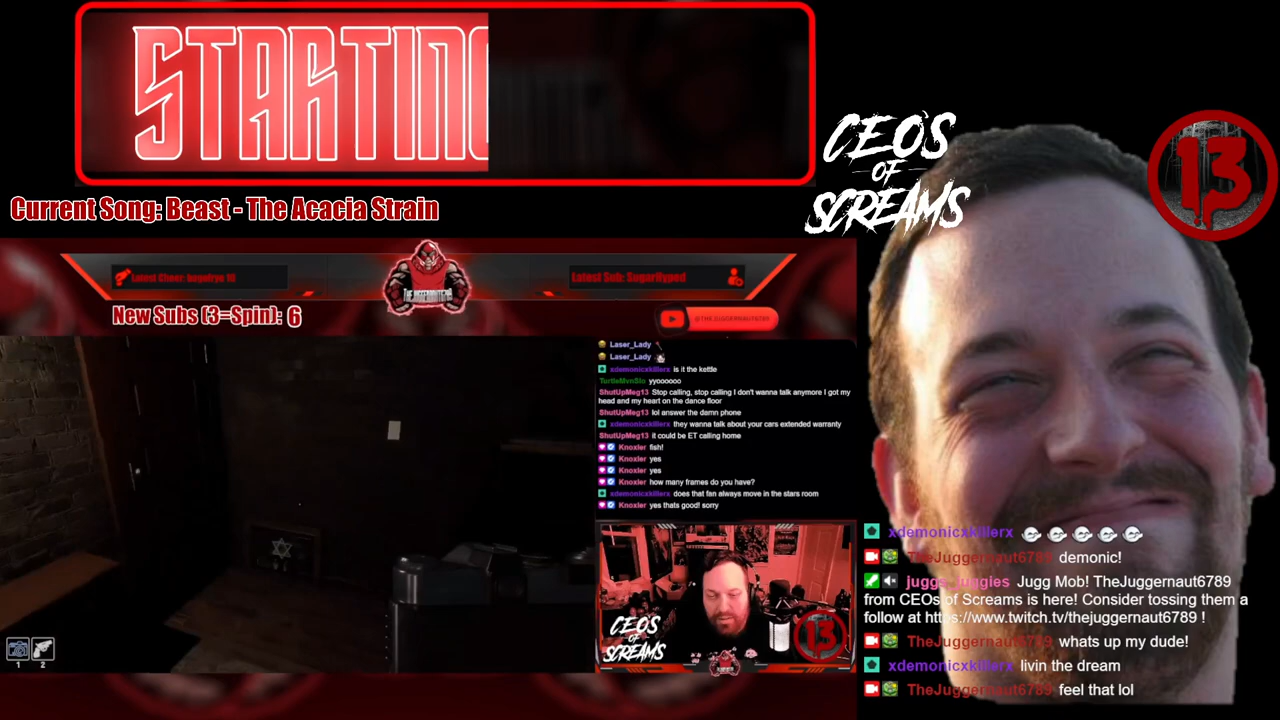 STARTING
CEO'S
OF
SCREAMS
13
Current Song: Beast - The Acacia Strain
Latest Sub: SugarHyped
New Subs (3=Spin): 6
@THEJUGGERNAUT6789
Laser_Lady
Laser_Lady
xdemonicxkillerx is it the kettle
TurtleMvnSlo yyoooooo
ShutUpMeg13 Stop calling, stop calling I don't wanna talk anymore I got my
head and my heart on the dance floor
ShutUpMeg13 lol answer the damn phone
xdemonicxkillerx they wanna talk about your cars extended warranty
ShutUpMeg13 it could be ET calling home
Knoxler fish!
Knoxler yes
Knoxler yes
Knoxler how many frames do you have?
xdemonicxkillerx does that fan always move in the stars room
Knoxler yes thats good! sorry
CEO'S
OF
SCREAMS
13
1 2
xdemonicxkillerx
TheJuggernaut6789 demonic!
juggs_juggies Jugg Mob! TheJuggernaut6789
from CEOs of Screams is here! Consider tossing them a
follow at https://www.twitch.tv/thejuggernaut6789 !
TheJuggernaut6789 whats up my dude!
xdemonicxkillerx livin the dream
TheJuggernaut6789 feel that lol